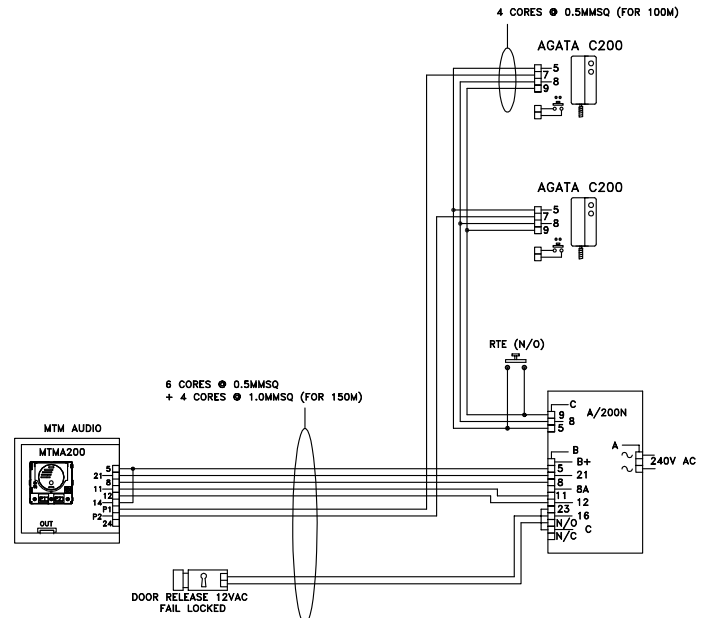 4 CORES @ 0.5MMSQ (FOR 100M)
AGATA C200
5
7
8
9
AGATA C200
5
7
8
9
RTE (N/O)
6 CORES @ 0.5MMSQ
+ 4 CORES @ 1.0MMSQ (FOR 150M)
C
9
8
5
A/200N
A
240V AC
MTM AUDIO
MTMA200
5
21
8
11
12
14
P1
P2
24
OUT
B
B+
5
21
8
8A
11
12
23
16
N/O
C
N/C
DOOR RELEASE 12VAC
FAIL LOCKED